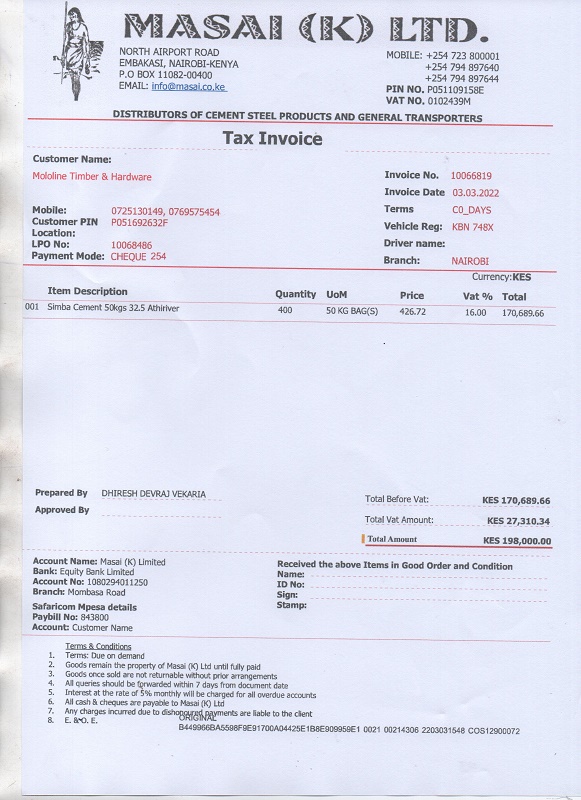 MASAI (K) LTD.
NORTH AIRPORT ROAD
EMBAKASI, NAIROBI-KENYA
P.O BOX 11082-00400
EMAIL: info@masai.co.ke
MOBILE: +254 723 800001
+254 794 897640
+254 794 897644
PIN NO. P051109158E
VAT NO. 0102439M
DISTRIBUTORS OF CEMENT STEEL PRODUCTS AND GENERAL TRANSPORTERS
Tax Invoice
Customer Name:
Mololine Timber & Hardware
Mobile: 0725130149, 0769575454
Customer PIN P051692632F
Location:
LPO No: 10068486
Payment Mode: CHEQUE 254
Invoice No. 10066819
Invoice Date 03.03.2022
Terms C0_DAYS
Vehicle Reg: KBN 748X
Driver name:
Branch: NAIROBI
Currency:KES
Item Description Quantity UoM Price Vat % Total
001 Simba Cement 50kgs 32.5 Athiriver 400 50 KG BAG(S) 426.72 16.00 170,689.66
Prepared By DHIRESH DEVRAJ VEKARIA
Approved By
Total Before Vat: KES 170,689.66
Total Vat Amount: KES 27,310.34
Total Amount KES 198,000.00
Account Name: Masai (K) Limited
Bank: Equity Bank Limited
Account No: 1080294011250
Branch: Mombasa Road
Safaricom Mpesa details
Paybill No: 843800
Account: Customer Name
Received the above Items in Good Order and Condition
Name:
ID No:
Sign:
Stamp:
Terms & Conditions
1. Terms: Due on demand
2. Goods remain the property of Masai (K) Ltd until fully paid
3. Goods once sold are not returnable without prior arrangements
4. All queries should be forwarded within 7 days from document date
5. Interest at the rate of 5% monthly will be charged for all overdue accounts
6. All cash & cheques are payable to Masai (K) Ltd
7. Any charges incurred due to dishonoured payments are liable to the client
8. E. & O. E.
ORIGINAL
B449966BA5598F9E91700A04425E1B8E909959E1 0021 00214306 2203031548 COS12900072